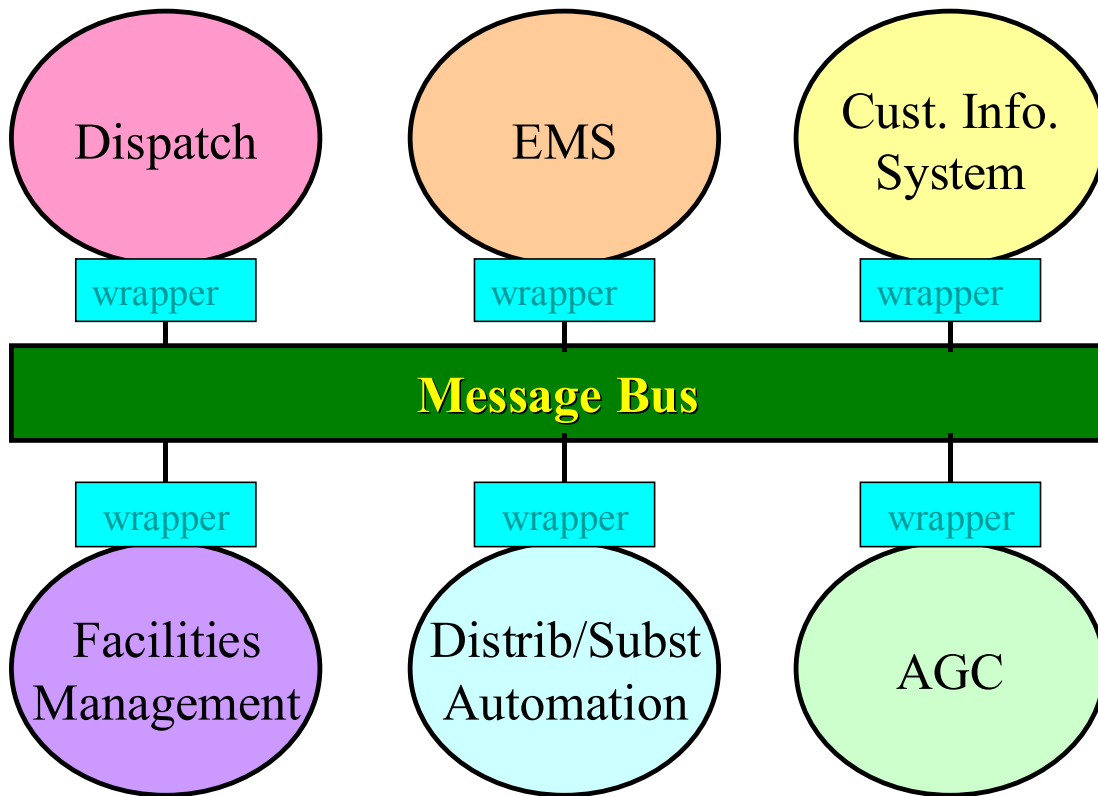 Dispatch
EMS
Cust. Info.
System
wrapper
wrapper
wrapper
Message Bus
wrapper
wrapper
wrapper
Facilities
Management
Distrib/Subst
Automation
AGC